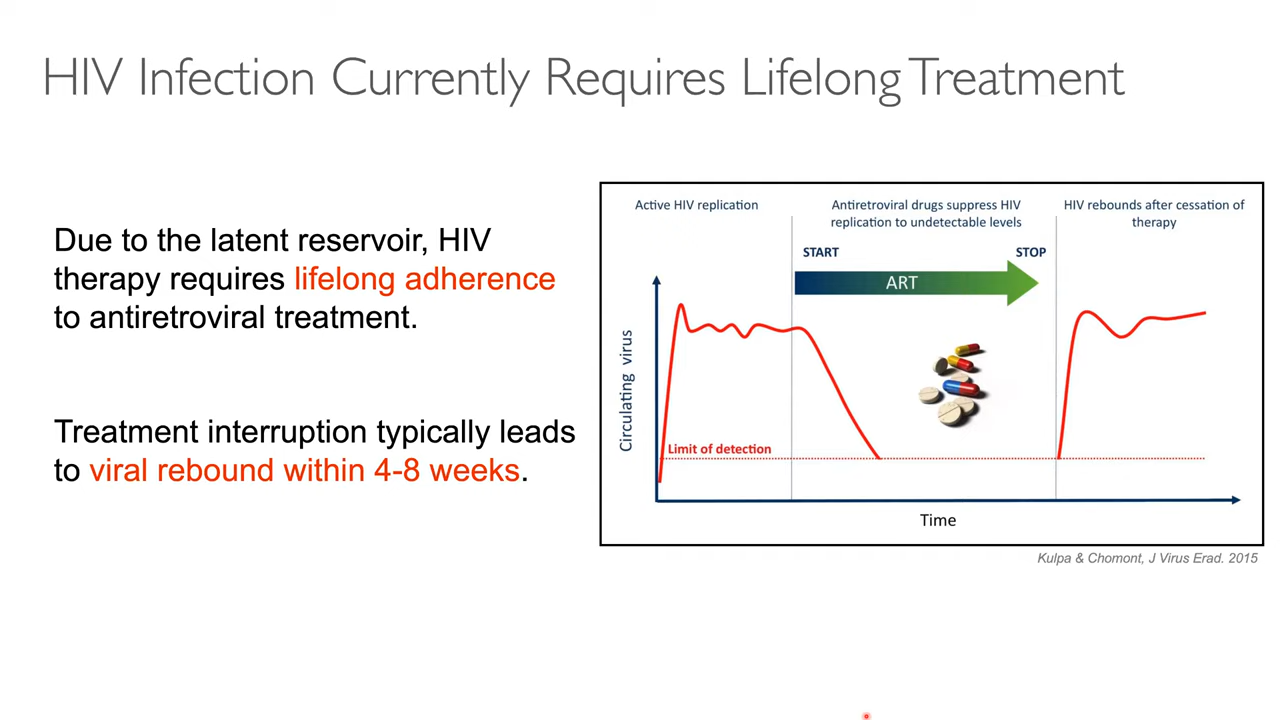 HIV Infection Currently Requires Lifelong Treatment
Due to the latent reservoir, HIV
therapy requires lifelong adherence
to antiretroviral treatment.
Treatment interruption typically leads
to viral rebound within 4-8 weeks.
Active HIV replication
Antiretroviral drugs suppress HIV
replication to undetectable levels
HIV rebounds after cessation of
therapy
START
STOP
ART
Circulating virus
Limit of detection
Time
Kulpa & Chomont, J Virus Erad. 2015